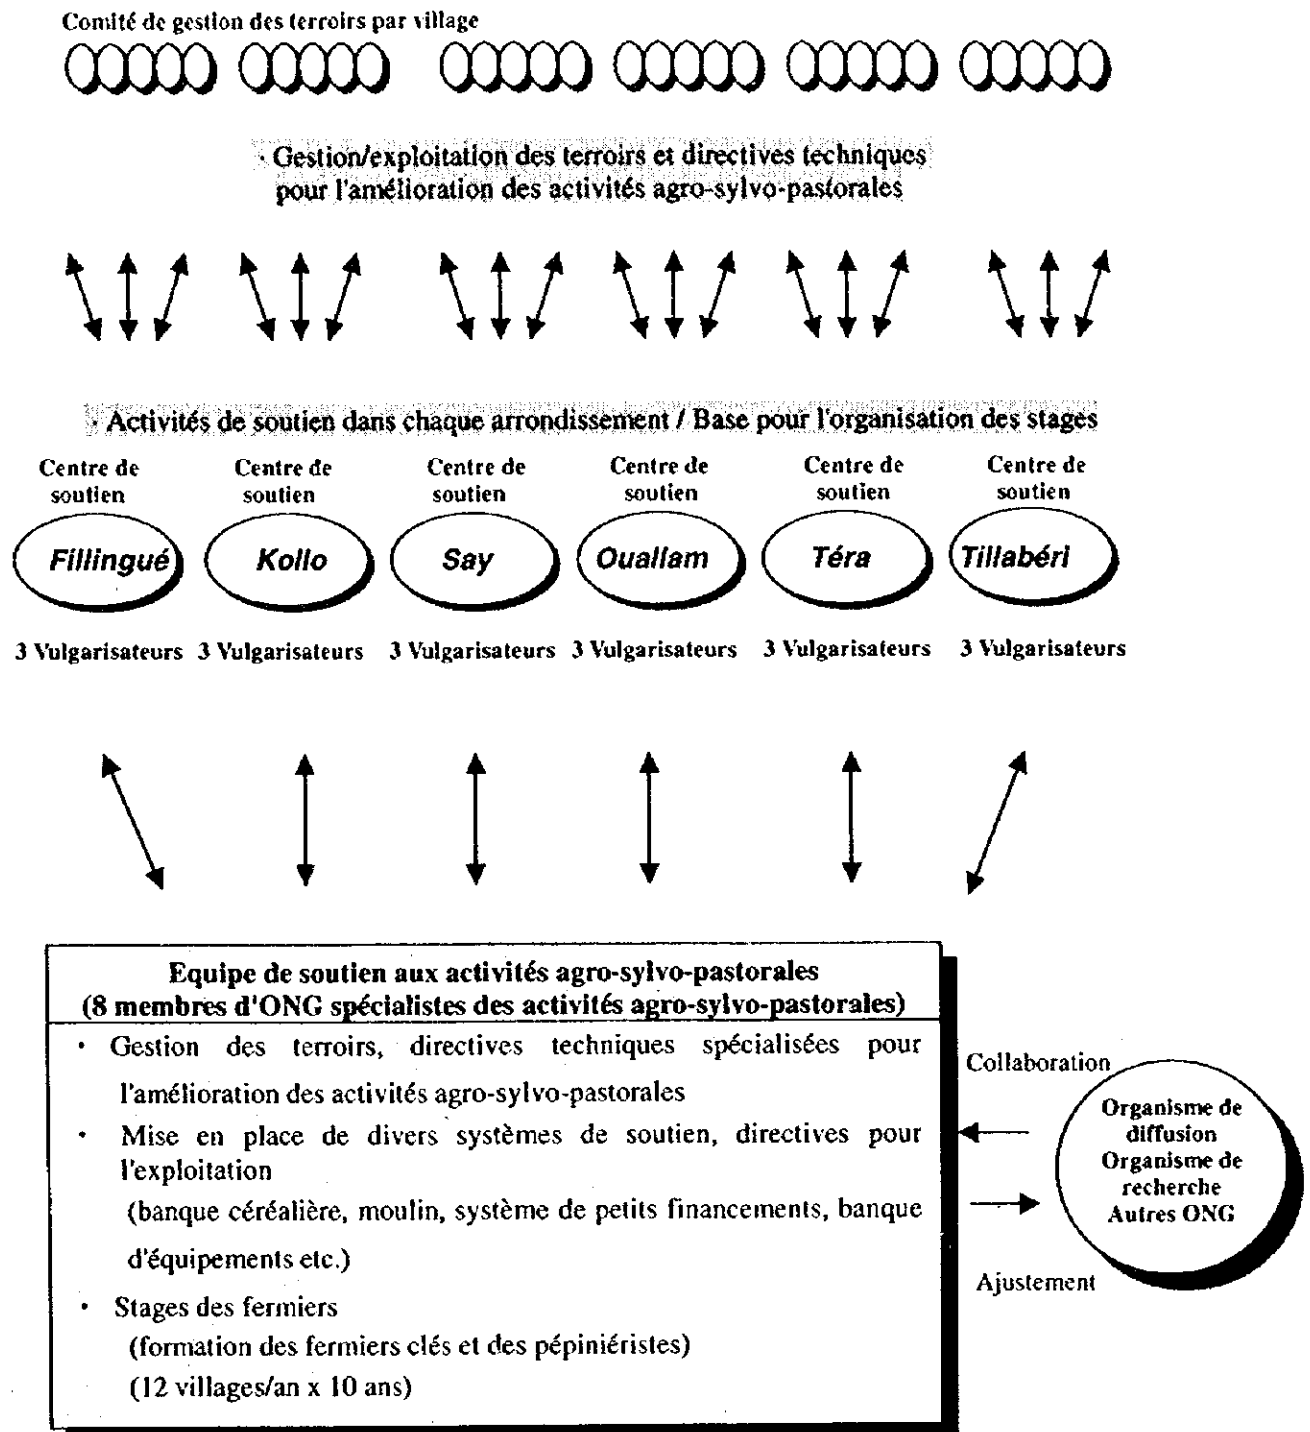 Comité de gestion des terroirs par village
· Gestion/exploitation des terroirs et directives techniques
pour l'amélioration des activités agro-sylvo-pastorales
· Activités de soutien dans chaque arrondissement / Base pour l'organisation des stages
Centre de soutien
Centre de soutien
Centre de soutien
Centre de soutien
Centre de soutien
Centre de soutien
Fillingué
Kollo
Say
Ouallam
Téra
Tillabéri
3 Vulgarisateurs
3 Vulgarisateurs
3 Vulgarisateurs
3 Vulgarisateurs
3 Vulgarisateurs
3 Vulgarisateurs
Equipe de soutien aux activités agro-sylvo-pastorales
(8 membres d'ONG spécialistes des activités agro-sylvo-pastorales)
· Gestion des terroirs, directives techniques spécialisées pour
l'amélioration des activités agro-sylvo-pastorales
· Mise en place de divers systèmes de soutien, directives pour
l'exploitation
(banque céréalière, moulin, système de petits financements, banque
d'équipements etc.)
· Stages des fermiers
(formation des fermiers clés et des pépiniéristes)
(12 villages/an x 10 ans)
Collaboration
Organisme de
diffusion
Organisme de
recherche
Autres ONG
Ajustement